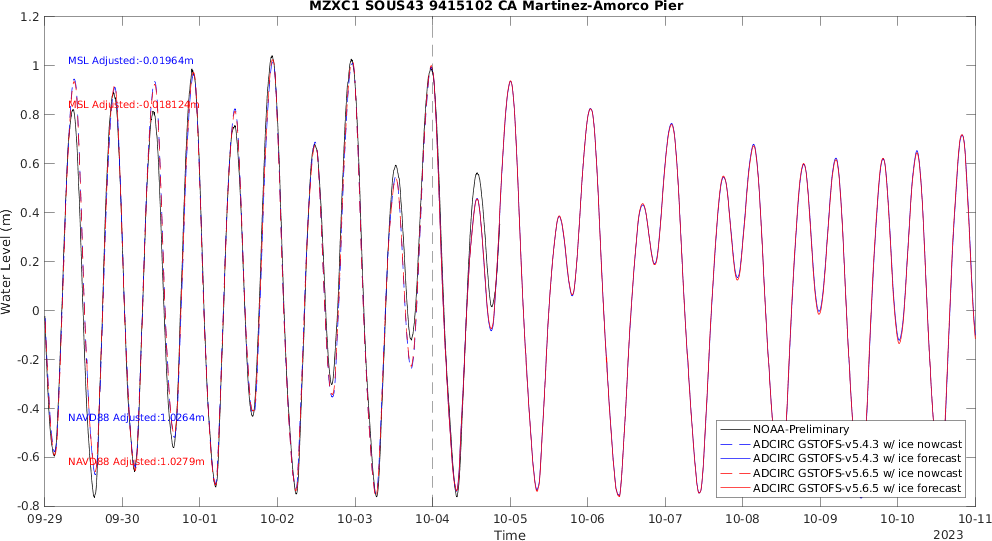 MZXC1 SOUS43 9415102 CA Martinez-Amorco Pier
1.2
1
0.8
0.6
0.4
0.2
0
-0.2
-0.4
-0.6
-0.8
Water Level (m)
MSL Adjusted:-0.01964m
MSL Adjusted:-0.018124m
NAVD88 Adjusted:1.0264m
NAVD88 Adjusted:1.0279m
NOAA-Preliminary
ADCIRC GSTOFS-v5.4.3 w/ ice nowcast
ADCIRC GSTOFS-v5.4.3 w/ ice forecast
ADCIRC GSTOFS-v5.6.5 w/ ice nowcast
ADCIRC GSTOFS-v5.6.5 w/ ice forecast
09-29 09-30 10-01 10-02 10-03 10-04 10-05 10-06 10-07 10-08 10-09 10-10 10-11
Time
2023